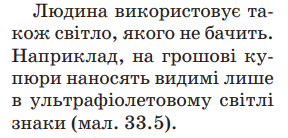 Людина використовує та-
кож світло, якого не бачить.
Наприклад, на грошові ку-
пюри наносять видимі лише
в ультрафіолетовому світлі
знаки (мал. 33.5).